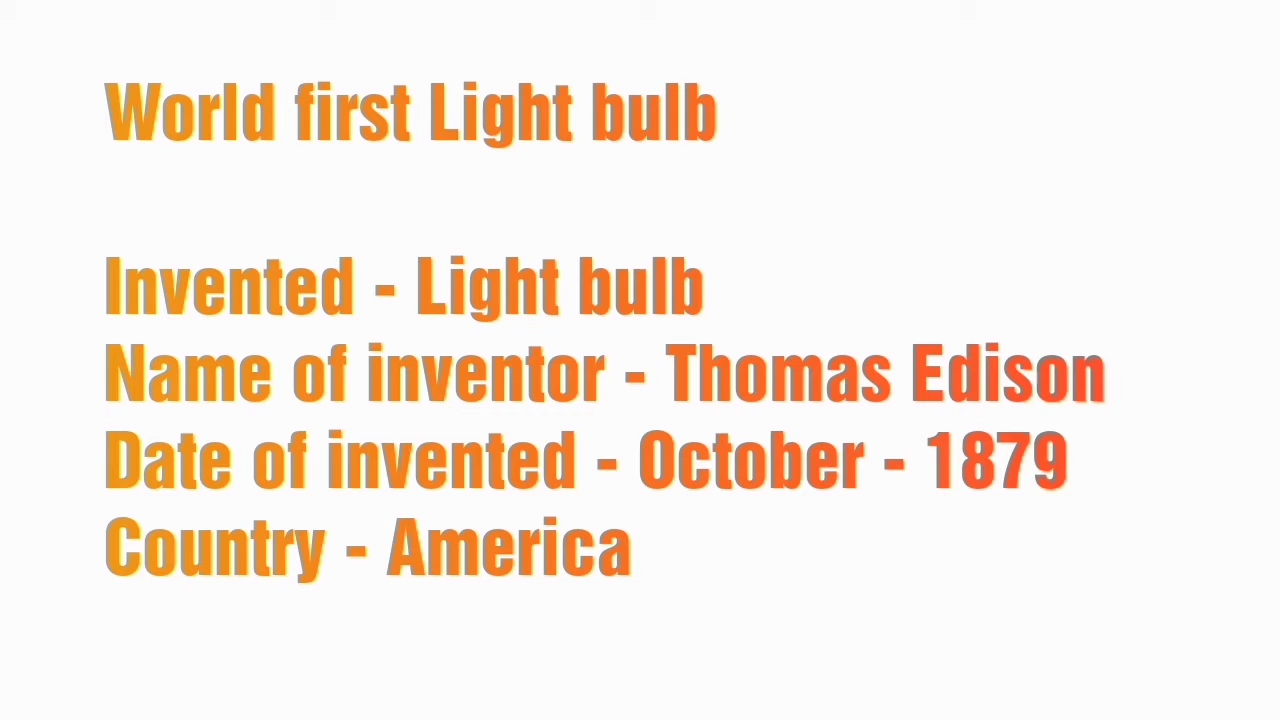 World first Light bulb
Invented - Light bulb
Name of inventor - Thomas Edison
Date of invented - October - 1879
Country - America